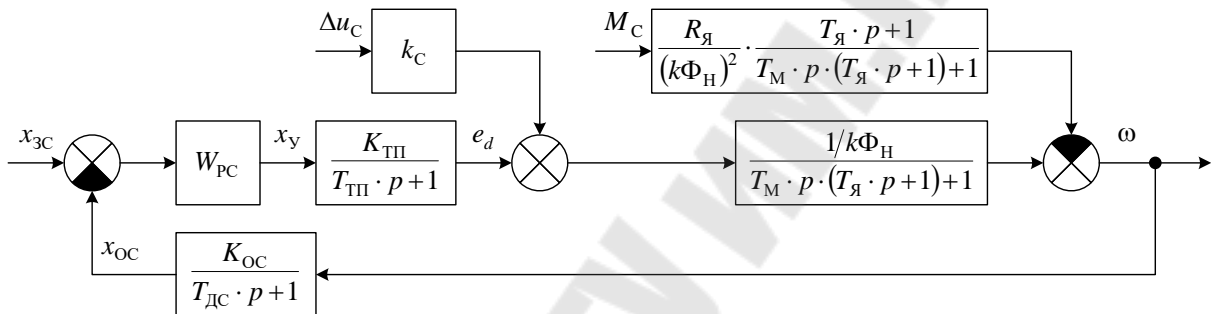 Δu_С
k_С
M_С
R_Я / (kΦ_Н)² · (T_Я · p + 1) / (T_М · p · (T_Я · p + 1) + 1)
x_ЗС
W_РС
x_У
K_ТП / (T_ТП · p + 1)
e_d
(1/kΦ_Н) / (T_М · p · (T_Я · p + 1) + 1)
ω
x_ОС
K_ОС / (T_ДС · p + 1)